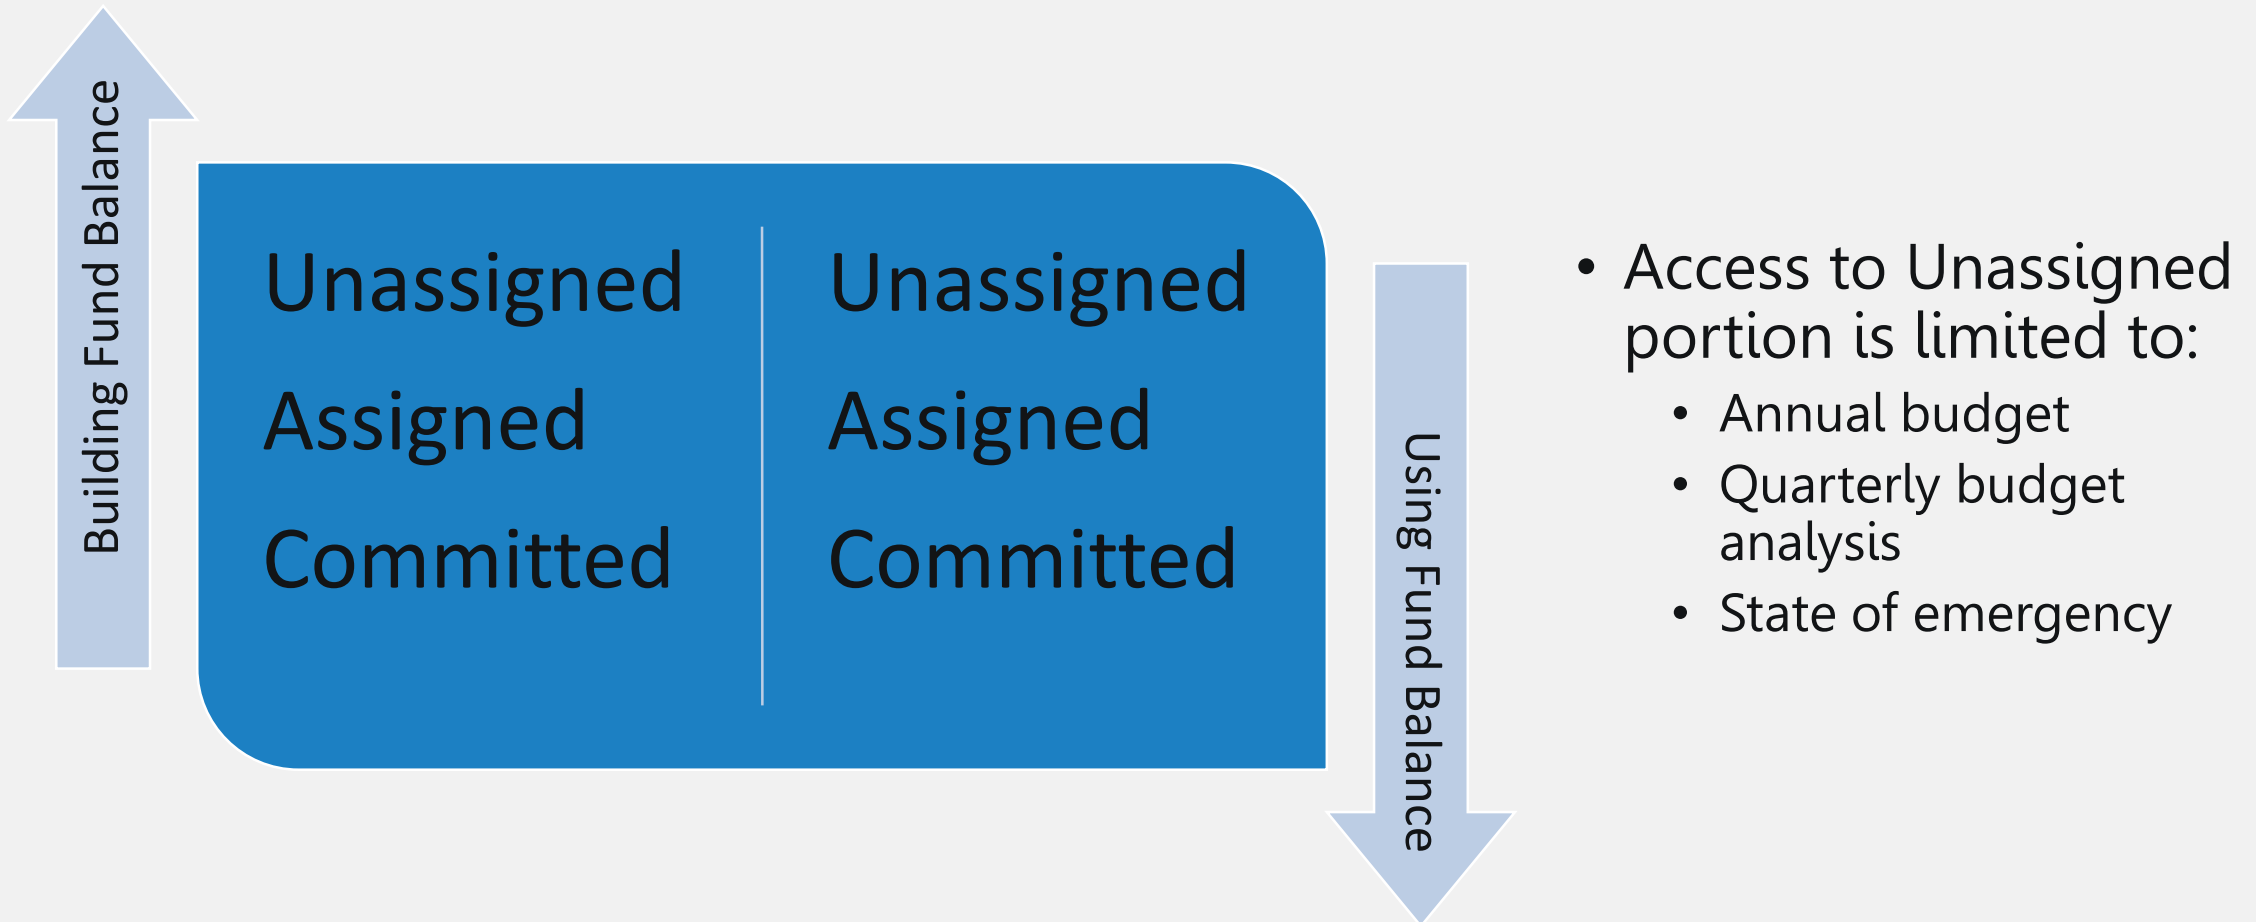 Building Fund Balance
Unassigned
Assigned
Committed
Unassigned
Assigned
Committed
Using Fund Balance
• Access to Unassigned
portion is limited to:
• Annual budget
• Quarterly budget
analysis
• State of emergency